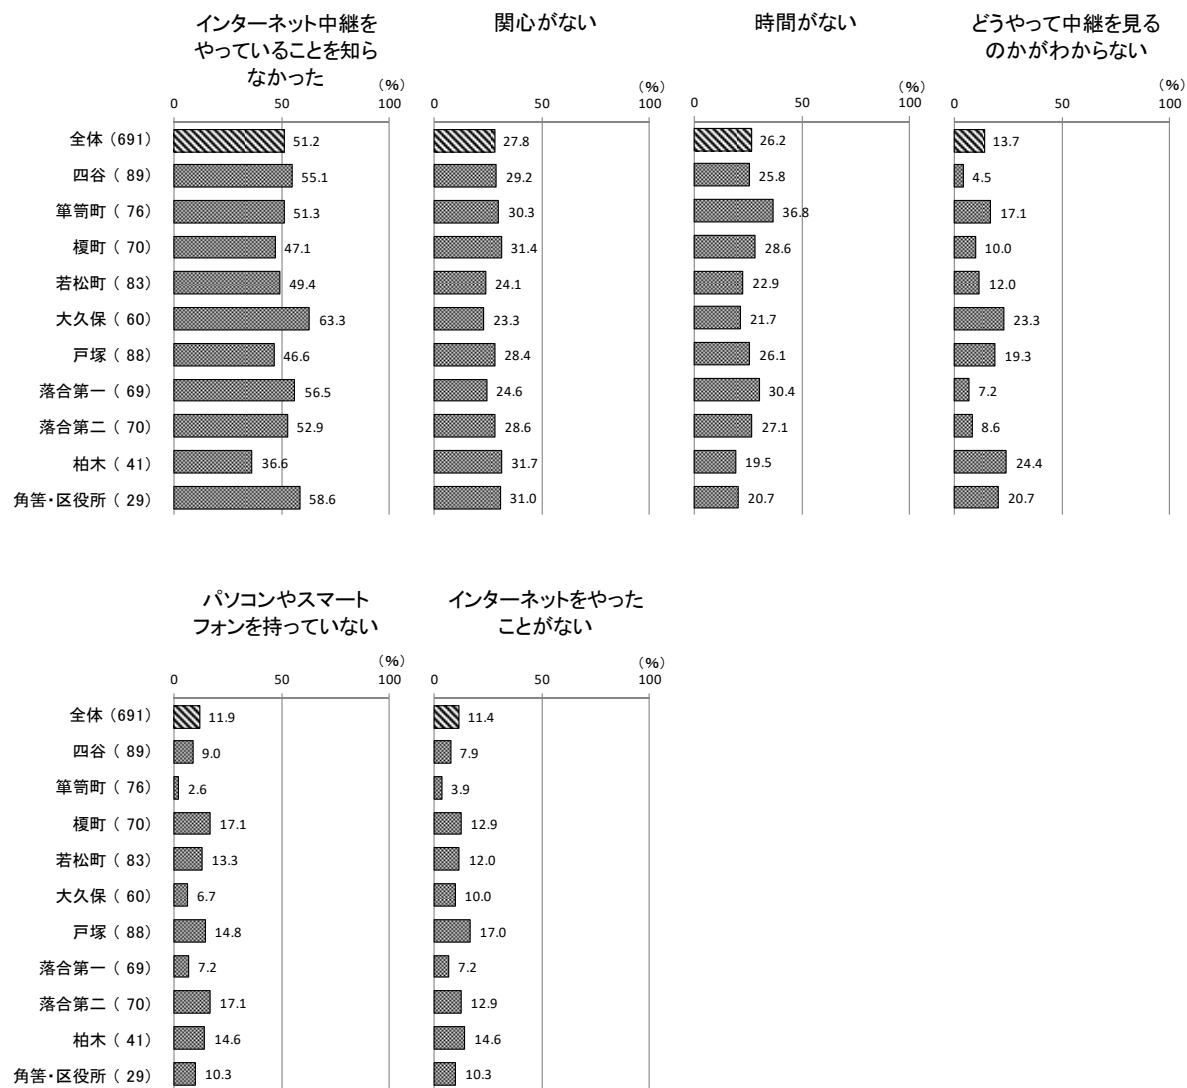 インターネット中継を
やっていることを知ら
なかった
関心がない
時間がない
どうやって中継を見る
のかがわからない
(%) (%) (%) (%)
0 50 100 0 50 100 0 50 100 0 50 100
全体 (691) 51.2 27.8 26.2 13.7
四谷 ( 89) 55.1 29.2 25.8 4.5
箪笥町 ( 76) 51.3 30.3 36.8 17.1
榎町 ( 70) 47.1 31.4 28.6 10.0
若松町 ( 83) 49.4 24.1 22.9 12.0
大久保 ( 60) 63.3 23.3 21.7 23.3
戸塚 ( 88) 46.6 28.4 26.1 19.3
落合第一 ( 69) 56.5 24.6 30.4 7.2
落合第二 ( 70) 52.9 28.6 27.1 8.6
柏木 ( 41) 36.6 31.7 19.5 24.4
角筈・区役所 ( 29) 58.6 31.0 20.7 20.7
パソコンやスマート
フォンを持っていない
インターネットをやった
ことがない
(%) (%)
0 50 100 0 50 100
全体 (691) 11.9 11.4
四谷 ( 89) 9.0 7.9
箪笥町 ( 76) 2.6 3.9
榎町 ( 70) 17.1 12.9
若松町 ( 83) 13.3 12.0
大久保 ( 60) 6.7 10.0
戸塚 ( 88) 14.8 17.0
落合第一 ( 69) 7.2 7.2
落合第二 ( 70) 17.1 12.9
柏木 ( 41) 14.6 14.6
角筈・区役所 ( 29) 10.3 10.3